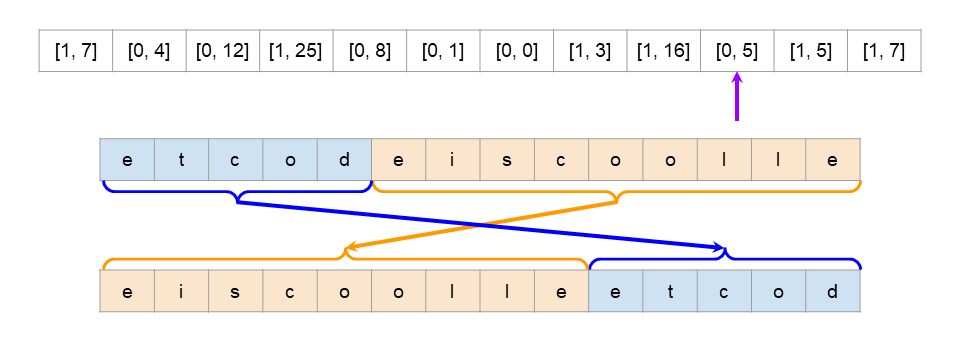 [1, 7] [0, 4] [0, 12] [1, 25] [0, 8] [0, 1] [0, 0] [1, 3] [1, 16] [0, 5] [1, 5] [1, 7]
e t c o d e i s c o o l l e
e i s c o o l l e e t c o d